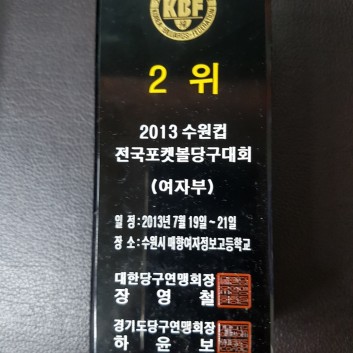 KBF
2 위
2013 수원컵
전국포켓볼당구대회
(여자부)
일 정 : 2013년 7월 19일 ~ 21일
장 소 : 수원시 매향여자정보고등학교
대한당구연맹회장
장 영 철
경기도당구연맹회장
하 윤 보